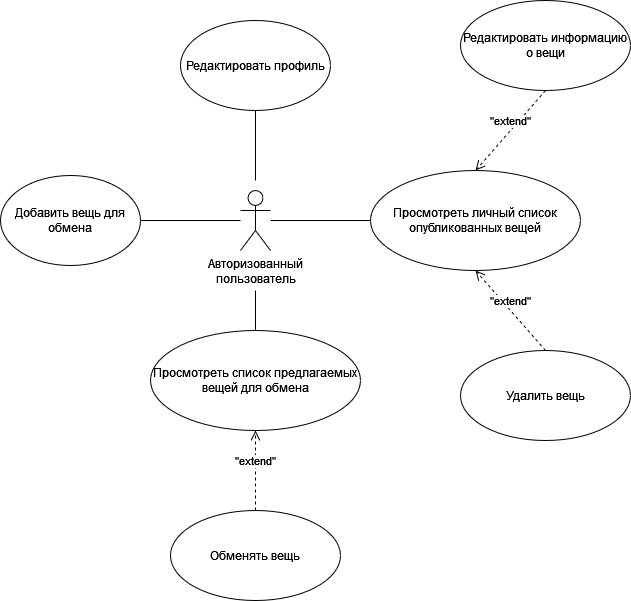 Редактировать информацию
о вещи
Редактировать профиль
"extend"
Добавить вещь для
обмена
Просмотреть личный список
опубликованных вещей
Авторизованный
пользователь
"extend"
Просмотреть список предлагаемых
вещей для обмена
Удалить вещь
"extend"
Обменять вещь